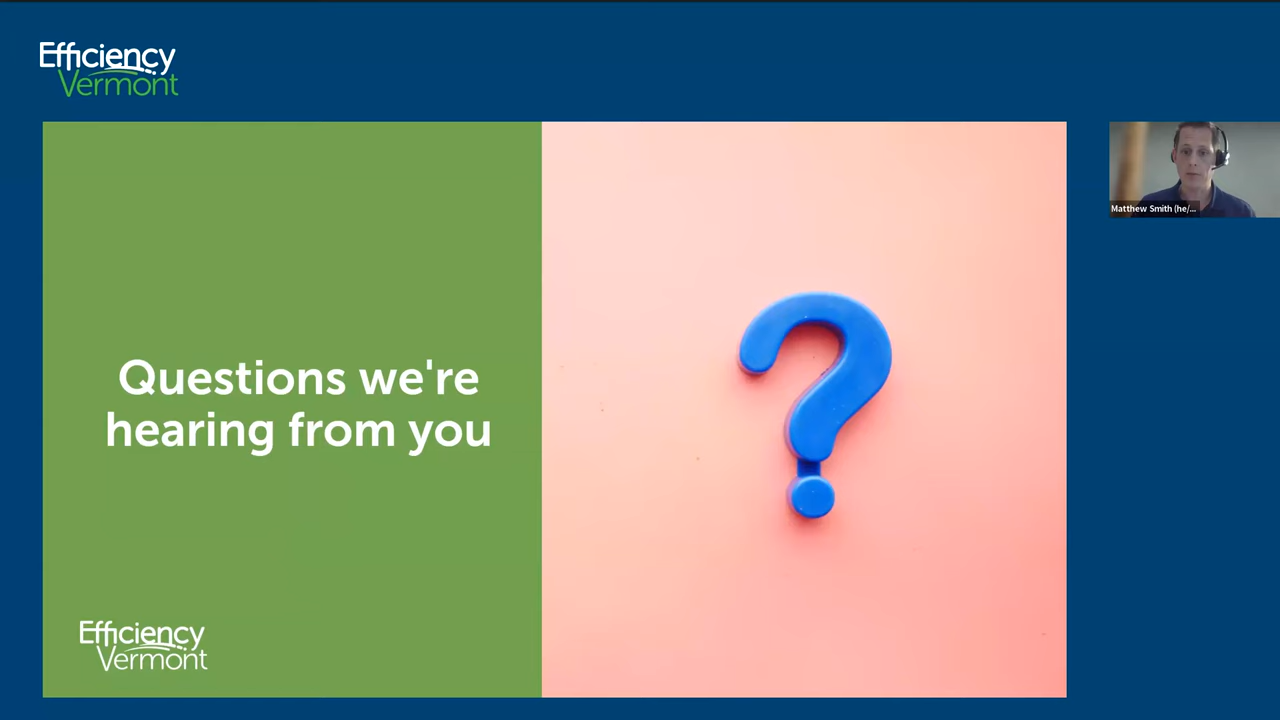 Efficiency
Vermont
Matthew Smith (he/...
Questions we're
hearing from you
Efficiency
Vermont